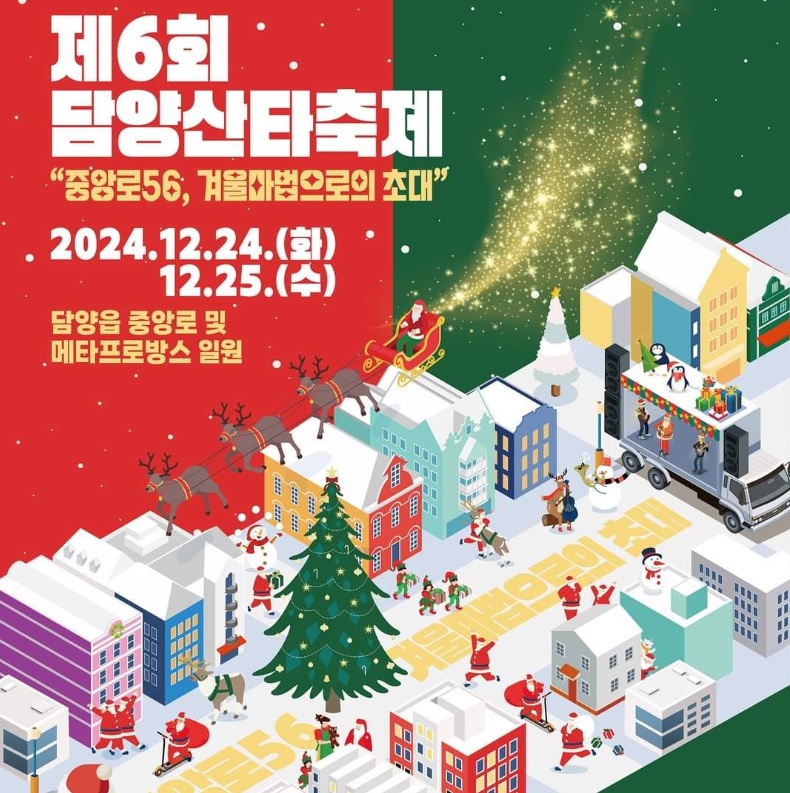 제6회
담양산타축제
“중앙로56, 겨울마법으로의 초대”
2024.12.24.(화)
12.25.(수)
담양읍 중앙로 및
메타프로방스 일원
겨울마법으로의 초대
앙로56